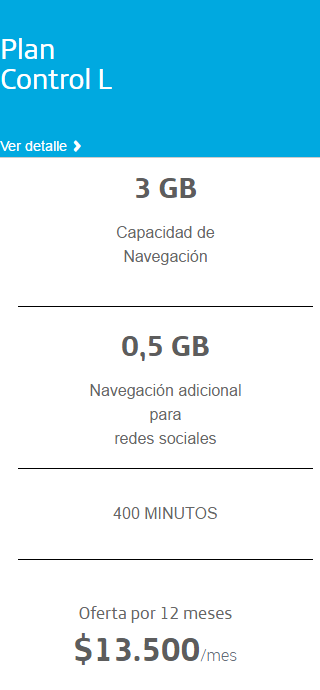 Plan
Control L
Ver detalle ❯
3 GB
Capacidad de
Navegación
0,5 GB
Navegación adicional
para
redes sociales
400 MINUTOS
Oferta por 12 meses
$13.500/mes